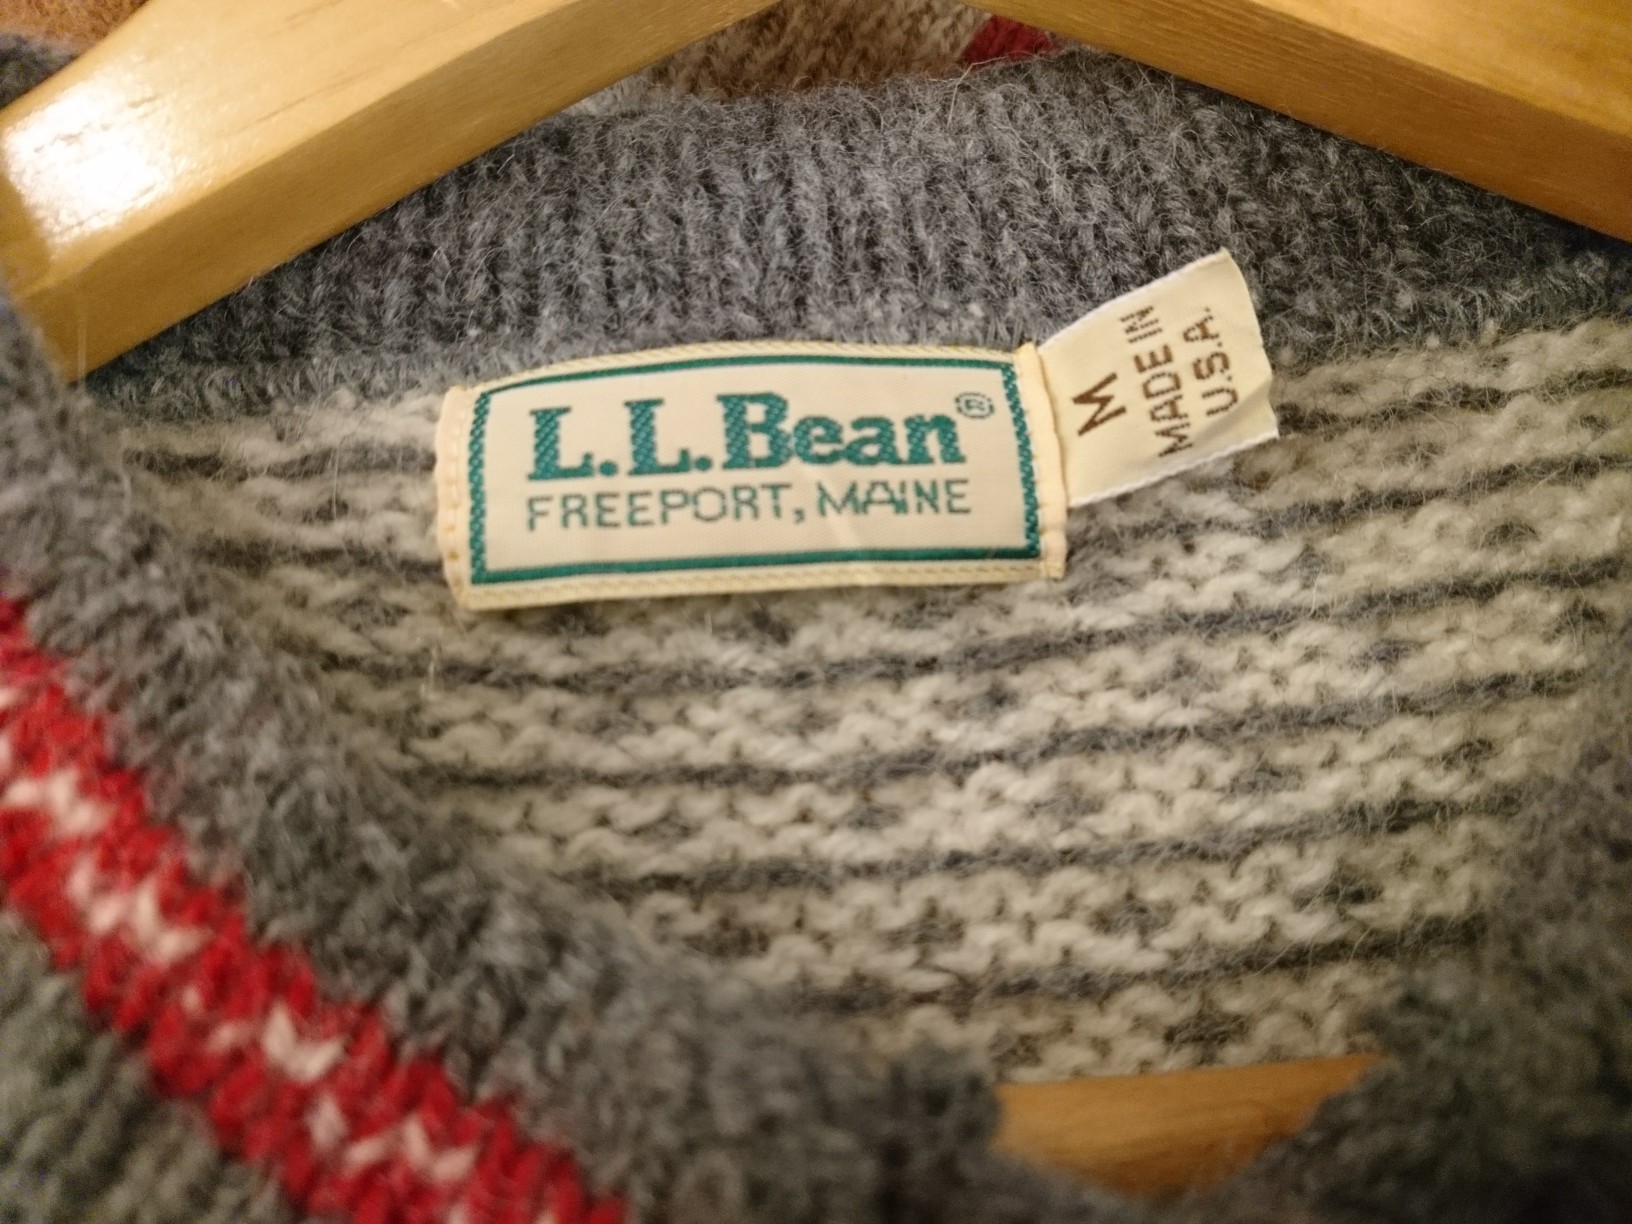 L.L.Bean®
FREEPORT, MAINE
M
MADE IN
U.S.A.